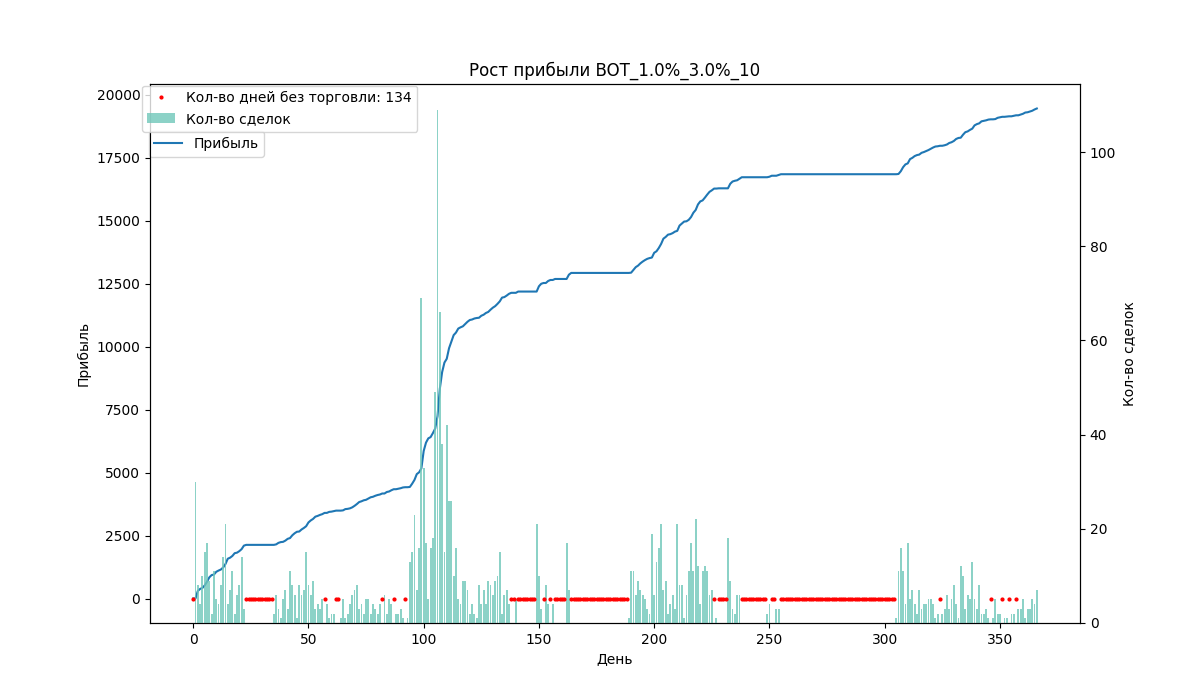 Рост прибыли BOT_1.0%_3.0%_10
Кол-во дней без торговли: 134
Кол-во сделок
Прибыль
20000
17500
15000
12500
10000
7500
5000
2500
0
Прибыль
100
80
60
40
20
0
Кол-во сделок
0 50 100 150 200 250 300 350
День